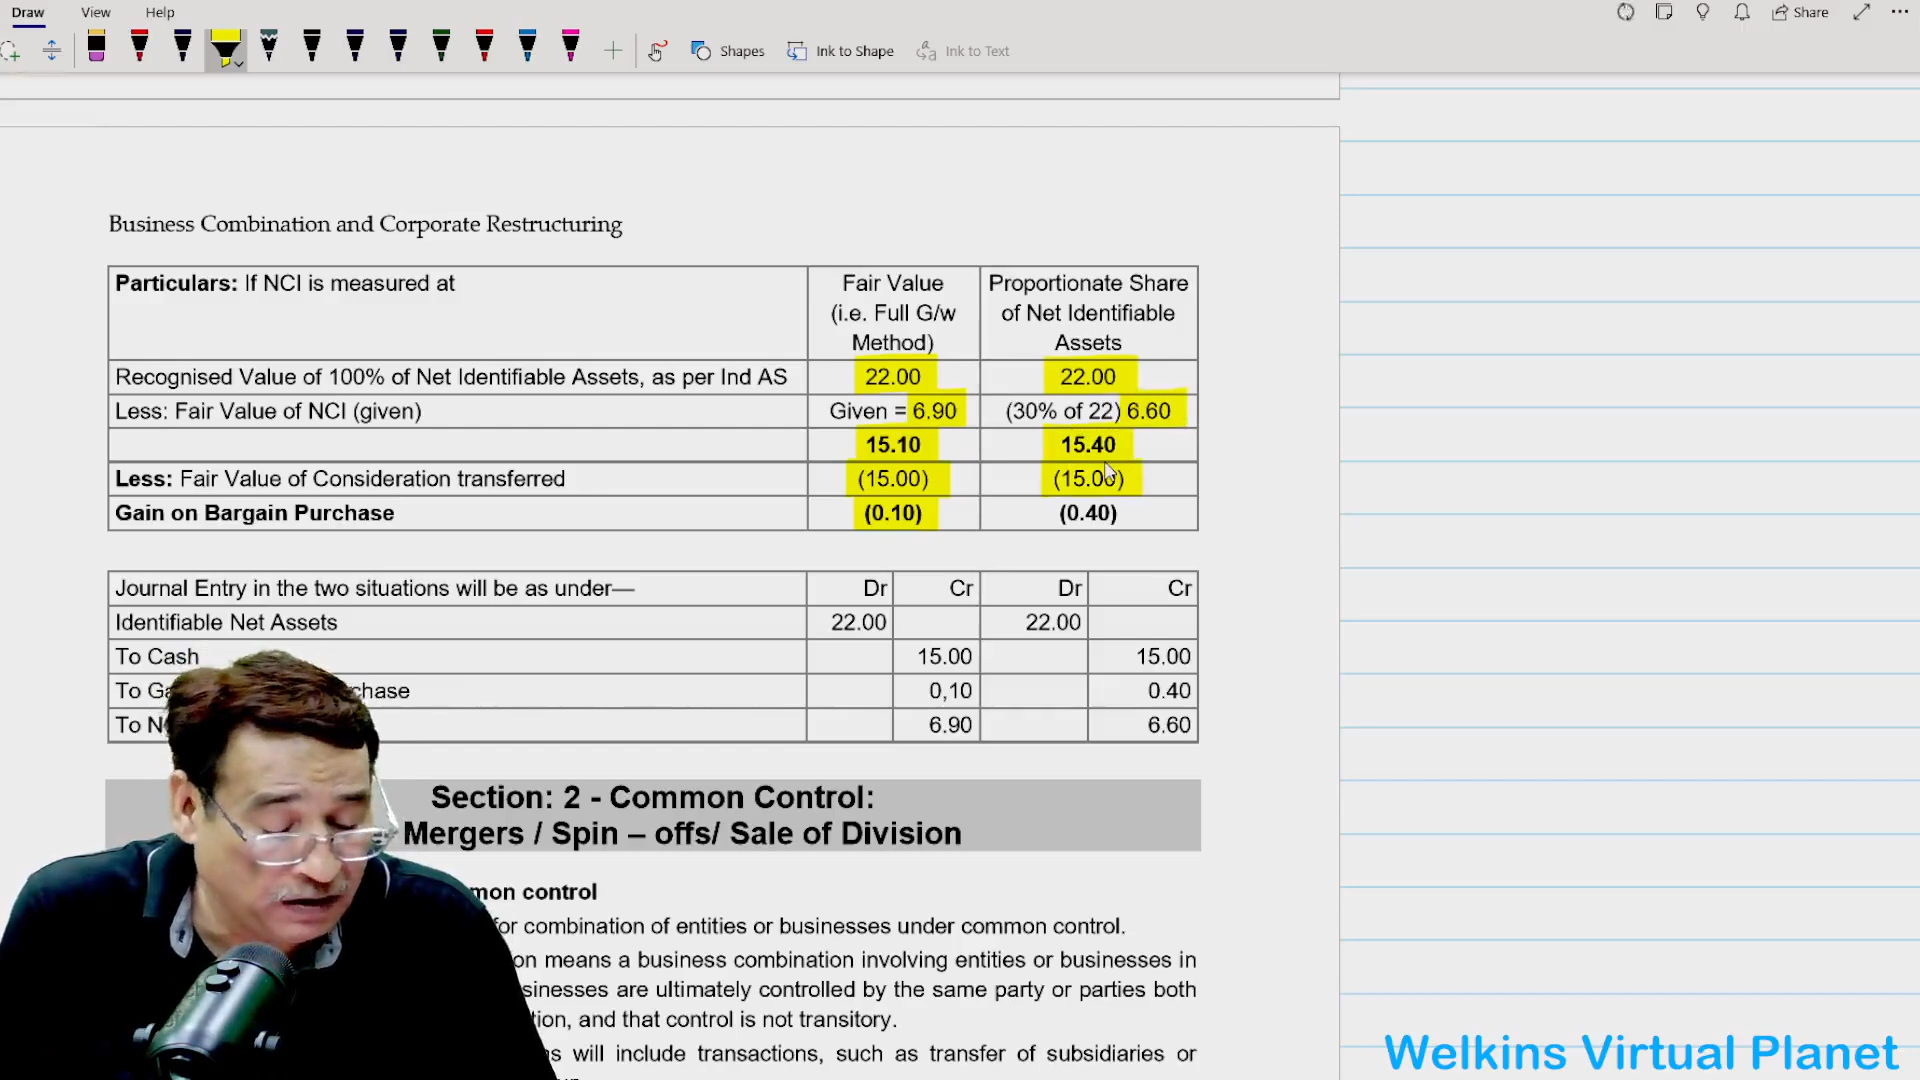 Draw View Help
Share
Shapes Ink to Shape Ink to Text
Business Combination and Corporate Restructuring
Particulars: If NCI is measured at
Fair Value
(i.e. Full G/w
Method)
Proportionate Share
of Net Identifiable
Assets
Recognised Value of 100% of Net Identifiable Assets, as per Ind AS 22.00 22.00
Less: Fair Value of NCI (given) Given = 6.90 (30% of 22) 6.60
15.10 15.40
Less: Fair Value of Consideration transferred (15.00) (15.00)
Gain on Bargain Purchase (0.10) (0.40)
Journal Entry in the two situations will be as under— Dr Cr Dr Cr
Identifiable Net Assets 22.00 22.00
To Cash 15.00 15.00
To 0,10 0.40
To 6.90 6.60
Section: 2 - Common Control:
Mergers / Spin – offs/ Sale of Division
control
for combination of entities or businesses under common control.
means a business combination involving entities or businesses in
are ultimately controlled by the same party or parties both
and that control is not transitory.
will include transactions, such as transfer of subsidiaries or
Welkins Virtual Planet